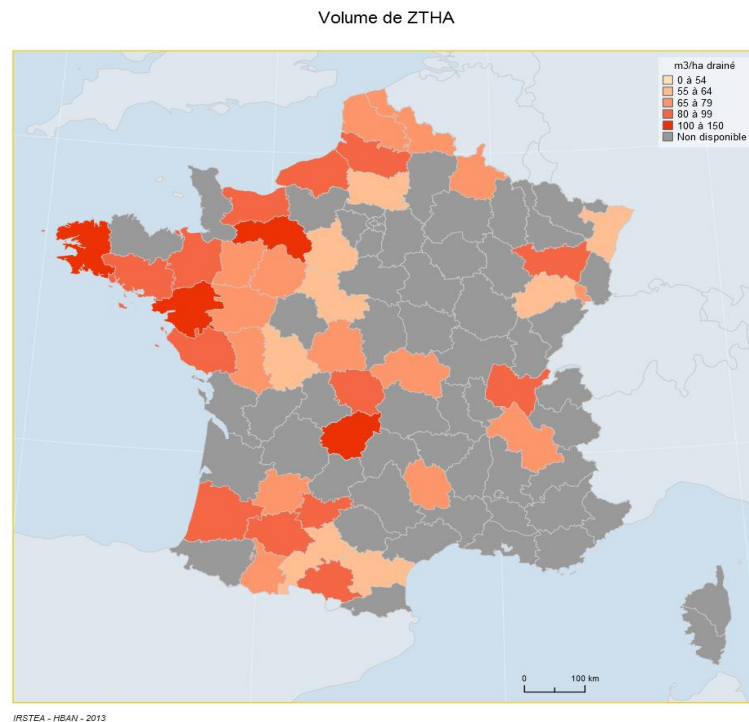 Volume de ZTHA
m3/ha drainé
0 à 54
55 à 64
65 à 79
80 à 99
100 à 150
Non disponible
0 100 km
IRSTEA - HBAN - 2013